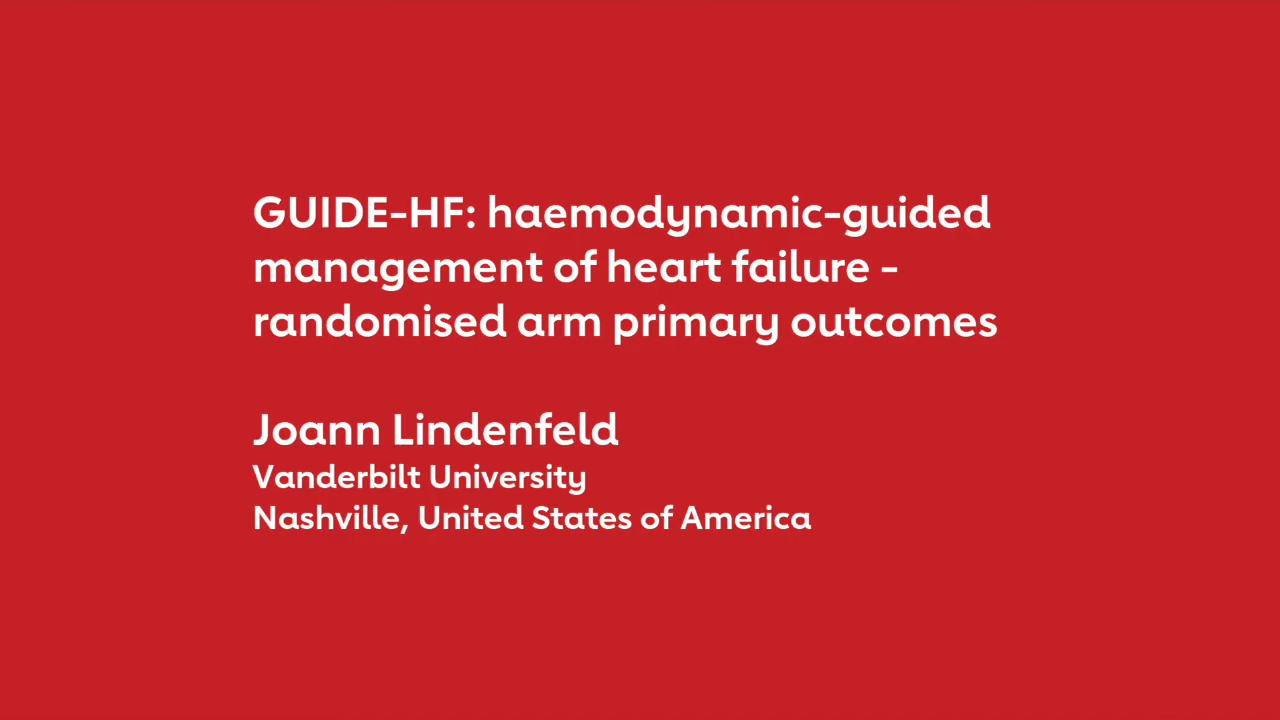 GUIDE-HF: haemodynamic-guided
management of heart failure -
randomised arm primary outcomes
Joann Lindenfeld
Vanderbilt University
Nashville, United States of America